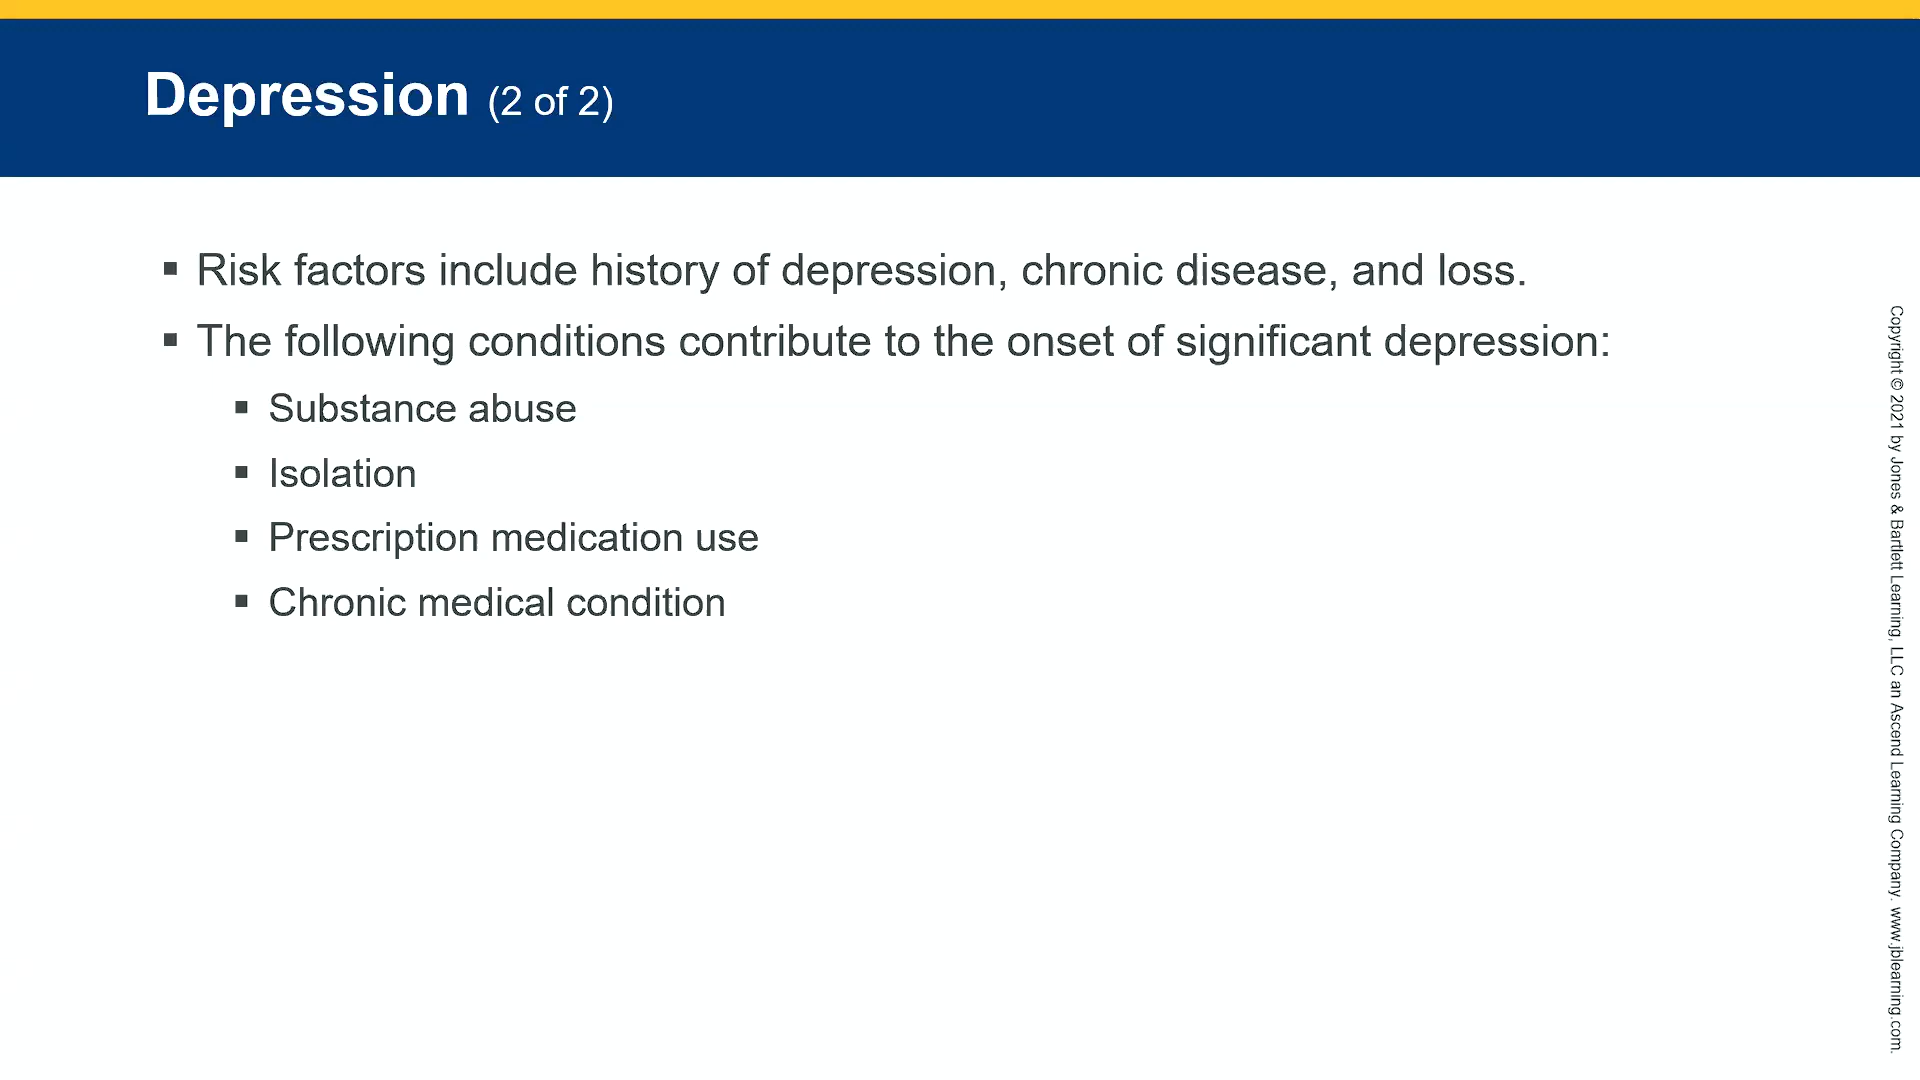 Depression (2 of 2)
▪ Risk factors include history of depression, chronic disease, and loss.
▪ The following conditions contribute to the onset of significant depression:
▪ Substance abuse
▪ Isolation
▪ Prescription medication use
▪ Chronic medical condition
Copyright © 2021 by Jones & Bartlett Learning, LLC an Ascend Learning Company. www.jblearning.com.